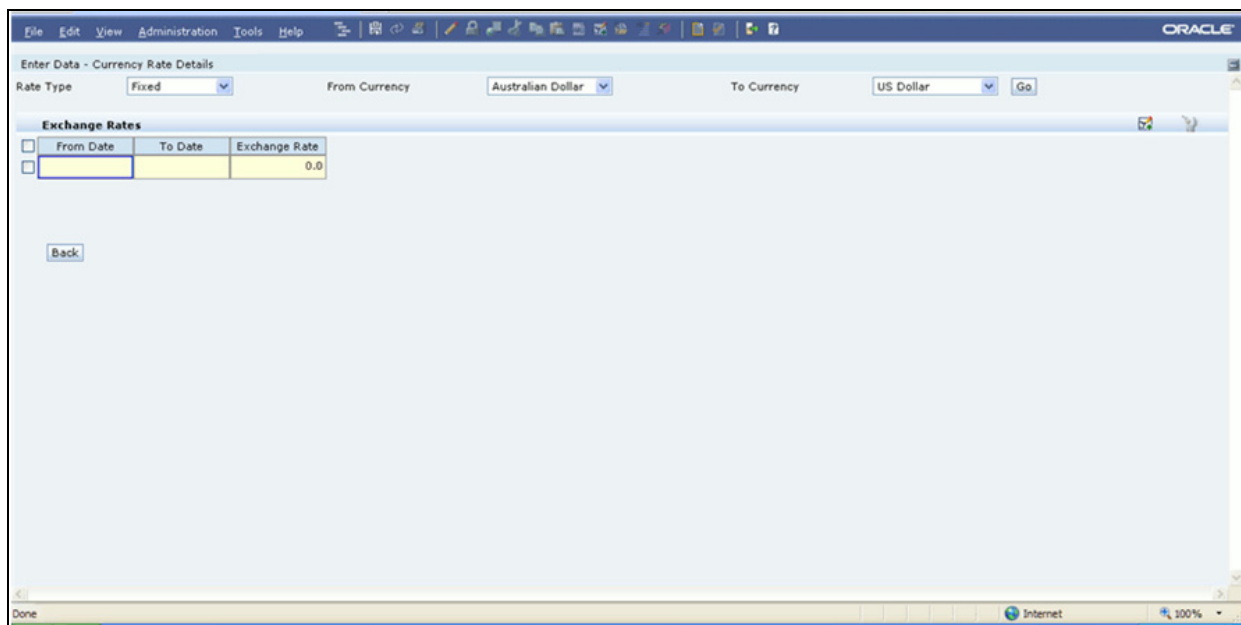 File Edit View Administration Tools Help ORACLE
Enter Data - Currency Rate Details
Rate Type Fixed From Currency Australian Dollar To Currency US Dollar Go
Exchange Rates
From Date To Date Exchange Rate
0.0
Back
Done Internet 100%